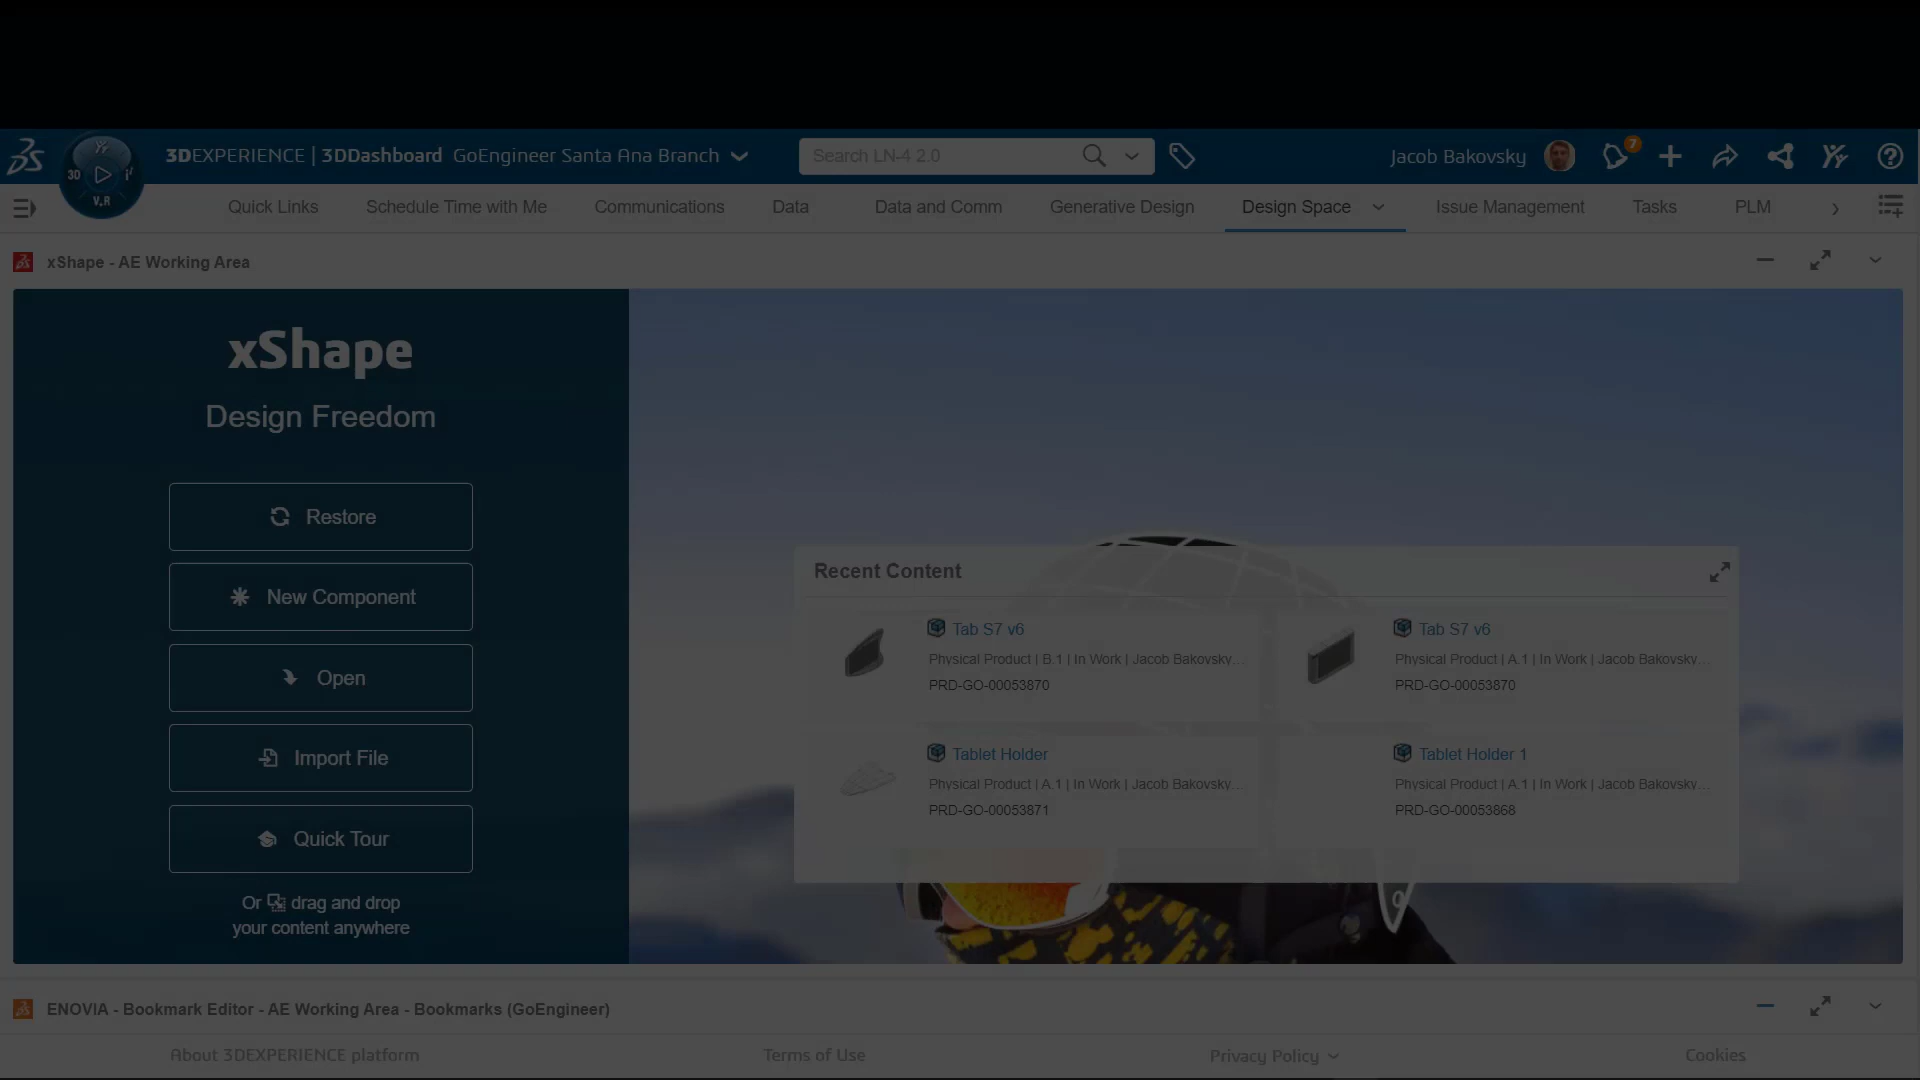 3DEXPERIENCE | 3DDashboard GoEngineer Santa Ana Branch
Search LN-4 2.0
Jacob Bakovsky
7
3D
V.R
Quick Links
Schedule Time with Me
Communications
Data
Data and Comm
Generative Design
Design Space
Issue Management
Tasks
PLM
xShape - AE Working Area
xShape
Design Freedom
Restore
New Component
Open
Import File
Quick Tour
Or drag and drop
your content anywhere
Recent Content
Tab S7 v6
Physical Product | B.1 | In Work | Jacob Bakovsky...
PRD-GO-00053870
Tab S7 v6
Physical Product | A.1 | In Work | Jacob Bakovsky...
PRD-GO-00053870
Tablet Holder
Physical Product | A.1 | In Work | Jacob Bakovsky...
PRD-GO-00053871
Tablet Holder 1
Physical Product | A.1 | In Work | Jacob Bakovsky...
PRD-GO-00053868
ENOVIA - Bookmark Editor - AE Working Area - Bookmarks (GoEngineer)
About 3DEXPERIENCE platform
Terms of Use
Privacy Policy
Cookies